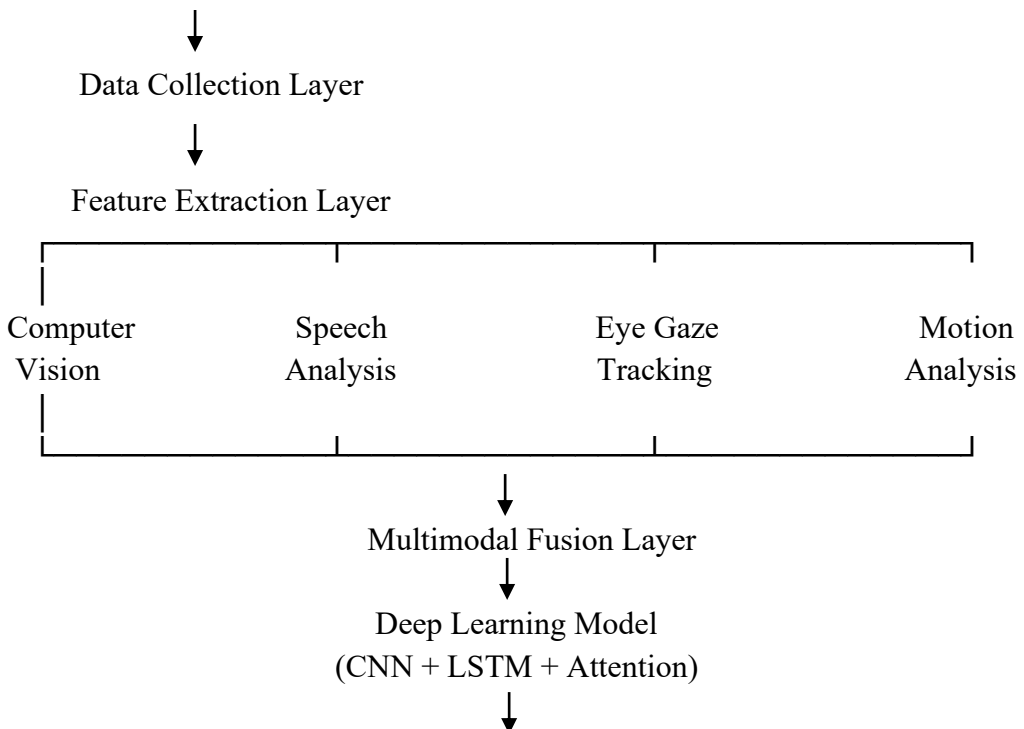 Data Collection Layer
Feature Extraction Layer
Computer Speech Eye Gaze Motion
Vision Analysis Tracking Analysis
Multimodal Fusion Layer
Deep Learning Model
(CNN + LSTM + Attention)